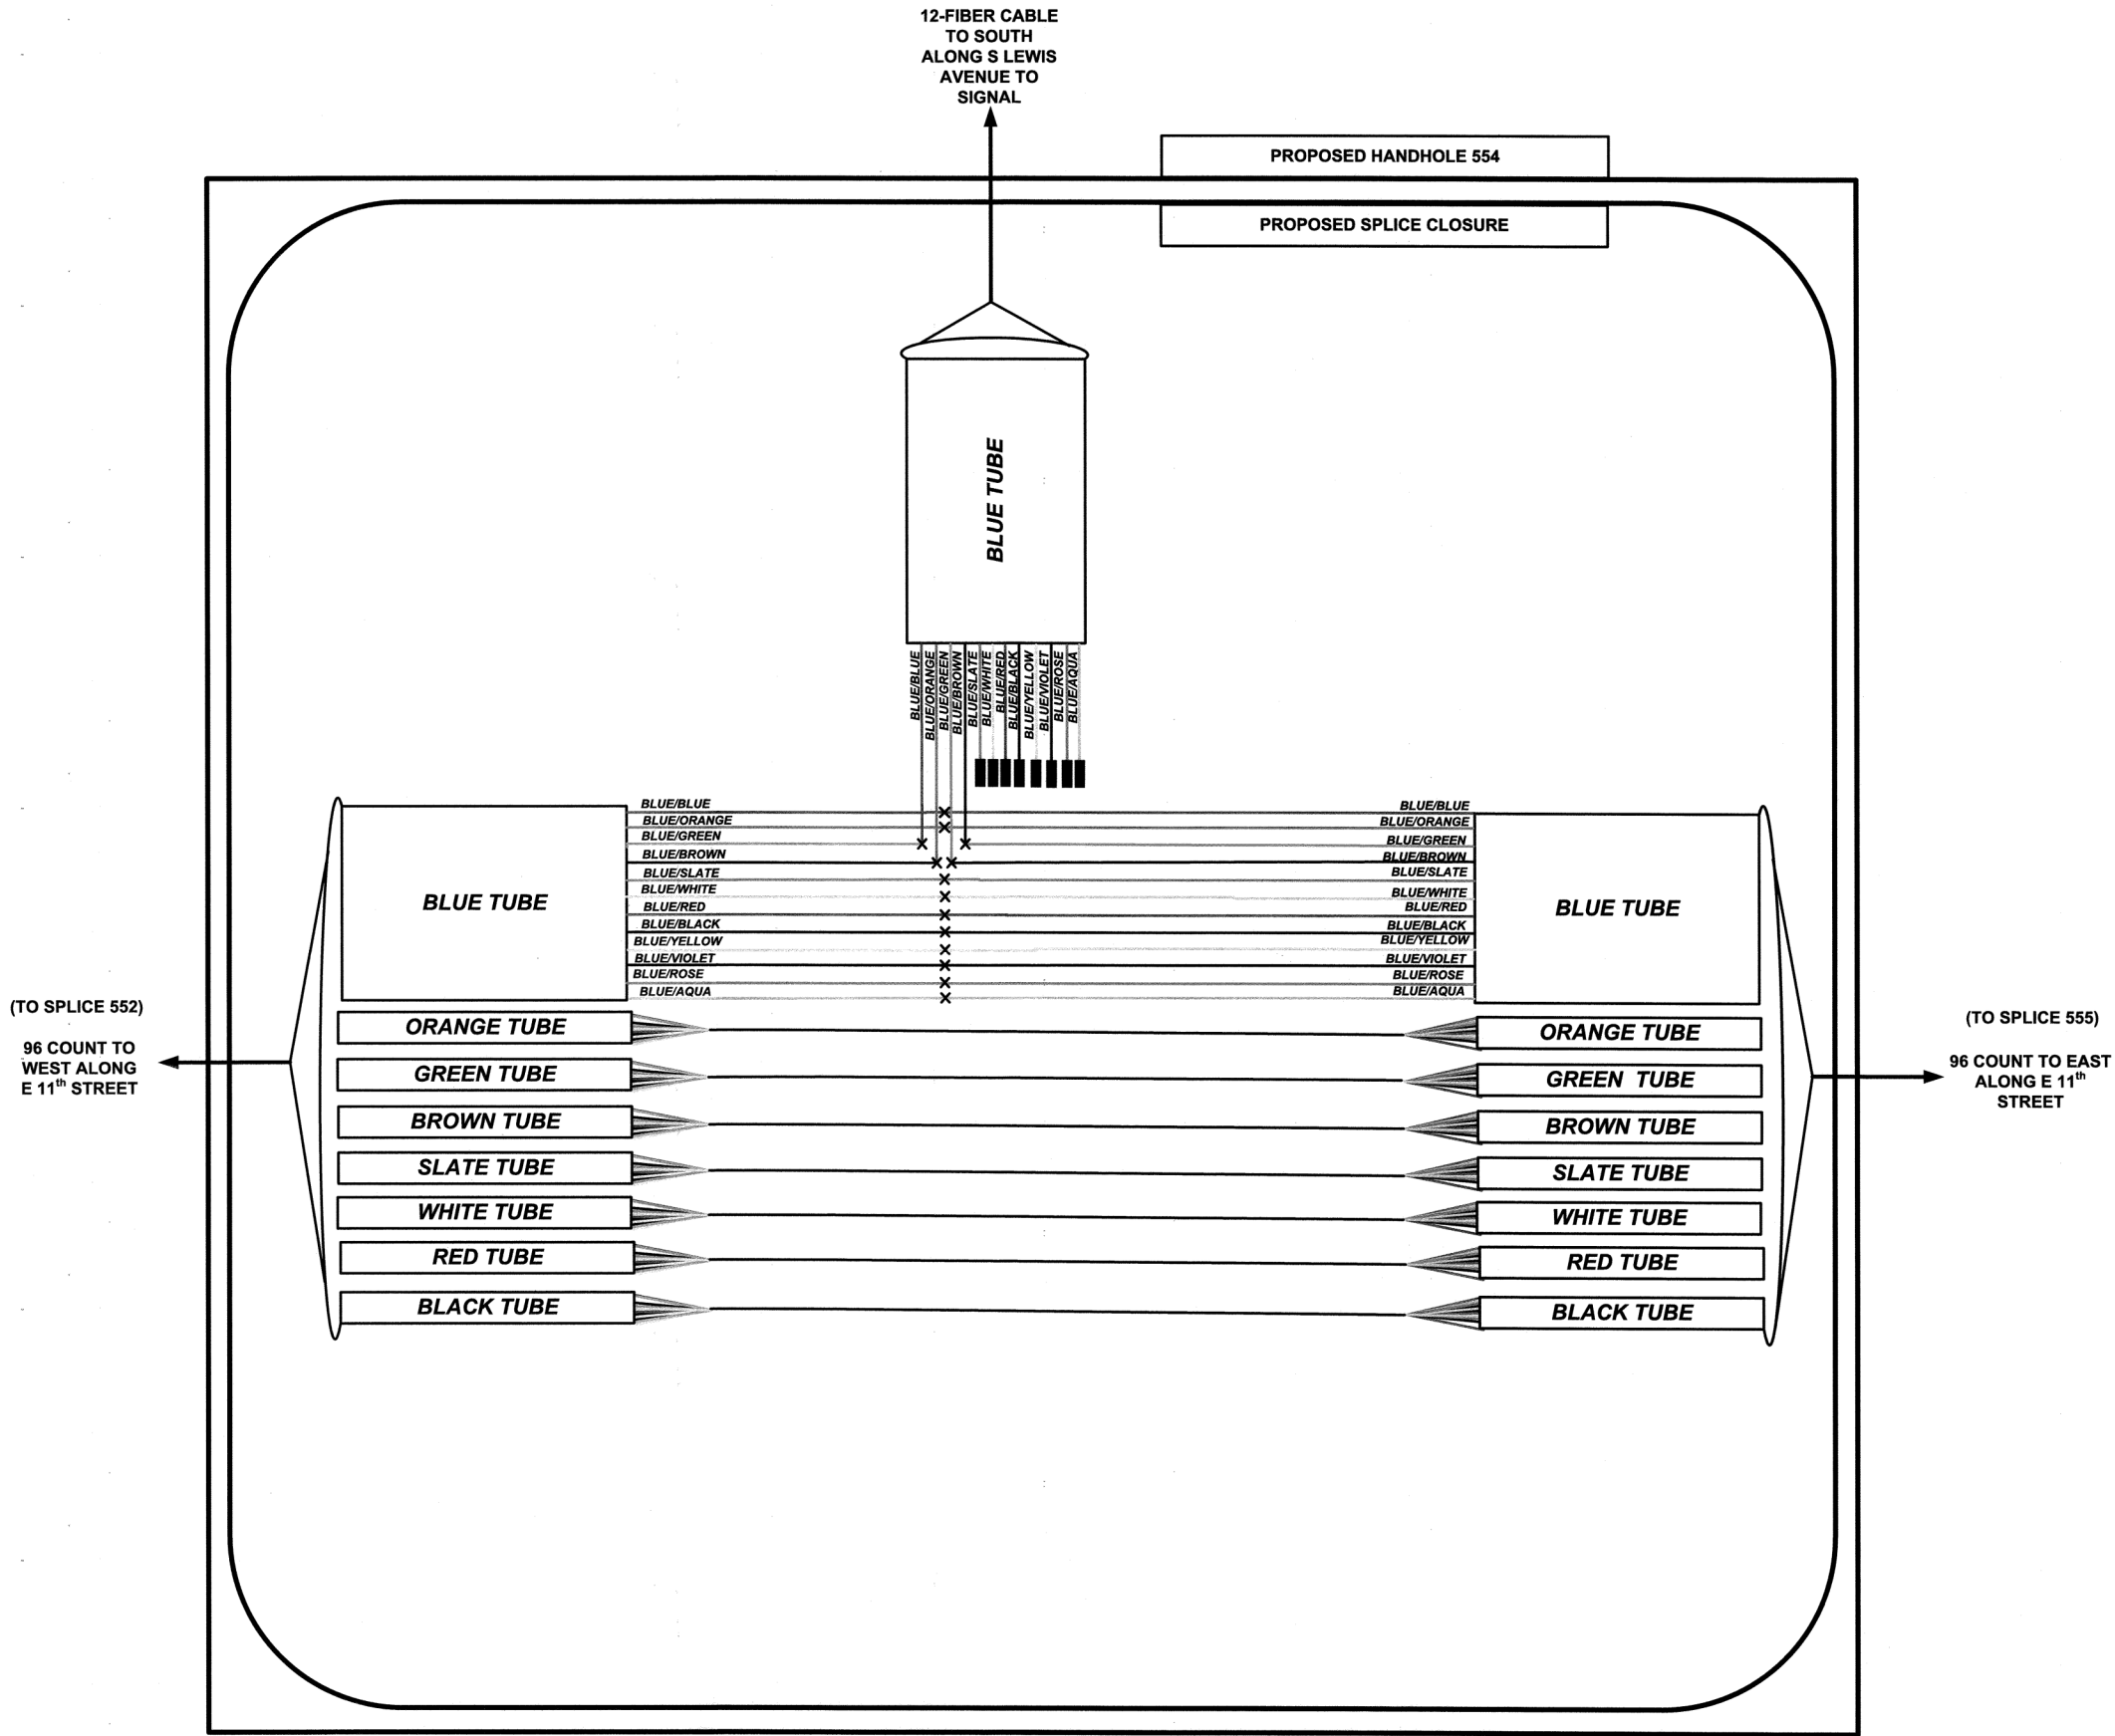 12-FIBER CABLE
TO SOUTH
ALONG S LEWIS
AVENUE TO
SIGNAL
PROPOSED HANDHOLE 554
PROPOSED SPLICE CLOSURE
BLUE TUBE
BLUE/BLUE
BLUE/ORANGE
BLUE/GREEN
BLUE/BROWN
BLUE/SLATE
BLUE/WHITE
BLUE/RED
BLUE/BLACK
BLUE/YELLOW
BLUE/VIOLET
BLUE/ROSE
BLUE/AQUA
BLUE/BLUE
BLUE/ORANGE
BLUE/GREEN
BLUE/BROWN
BLUE/SLATE
BLUE/WHITE
BLUE/RED
BLUE/BLACK
BLUE/YELLOW
BLUE/VIOLET
BLUE/ROSE
BLUE/AQUA
BLUE/BLUE
BLUE/ORANGE
BLUE/GREEN
BLUE/BROWN
BLUE/SLATE
BLUE/WHITE
BLUE/RED
BLUE/BLACK
BLUE/YELLOW
BLUE/VIOLET
BLUE/ROSE
BLUE/AQUA
BLUE TUBE
BLUE TUBE
(TO SPLICE 552)
96 COUNT TO
WEST ALONG
E 11th STREET
ORANGE TUBE
GREEN TUBE
BROWN TUBE
SLATE TUBE
WHITE TUBE
RED TUBE
BLACK TUBE
ORANGE TUBE
GREEN TUBE
BROWN TUBE
SLATE TUBE
WHITE TUBE
RED TUBE
BLACK TUBE
(TO SPLICE 555)
96 COUNT TO EAST
ALONG E 11th
STREET